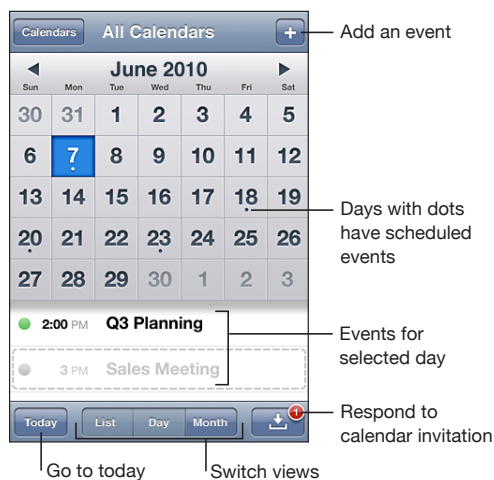 Calendars All Calendars + Add an event
June 2010
Sun Mon Tue Wed Thu Fri Sat
30 31 1 2 3 4 5
6 7 8 9 10 11 12
13 14 15 16 17 18 19
20 21 22 23 24 25 26
27 28 29 30 1 2 3
Days with dots
have scheduled
events
2:00 PM Q3 Planning
3 PM Sales Meeting
Events for
selected day
Today List Day Month 1
Respond to
calendar invitation
Go to today Switch views